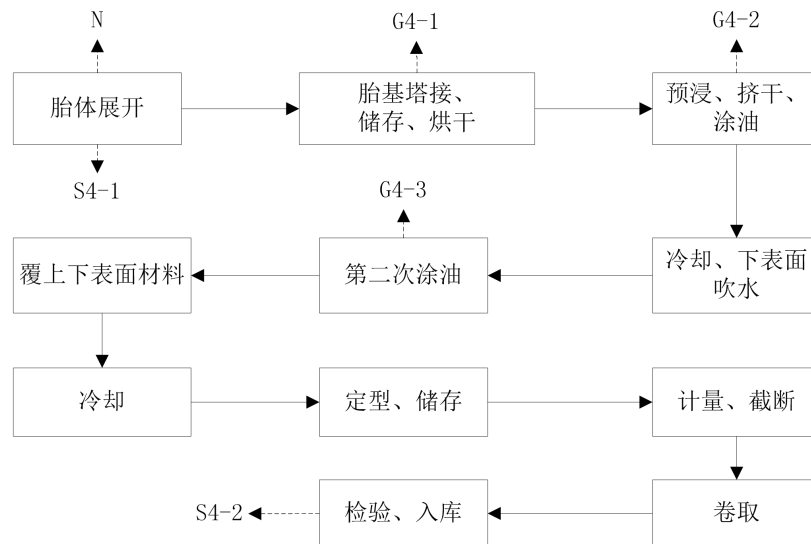 N
G4-1
G4-2
胎体展开
胎基塔接、
储存、烘干
预浸、挤干、
涂油
S4-1
G4-3
覆上下表面材料
第二次涂油
冷却、下表面
吹水
冷却
定型、储存
计量、截断
S4-2
检验、入库
卷取